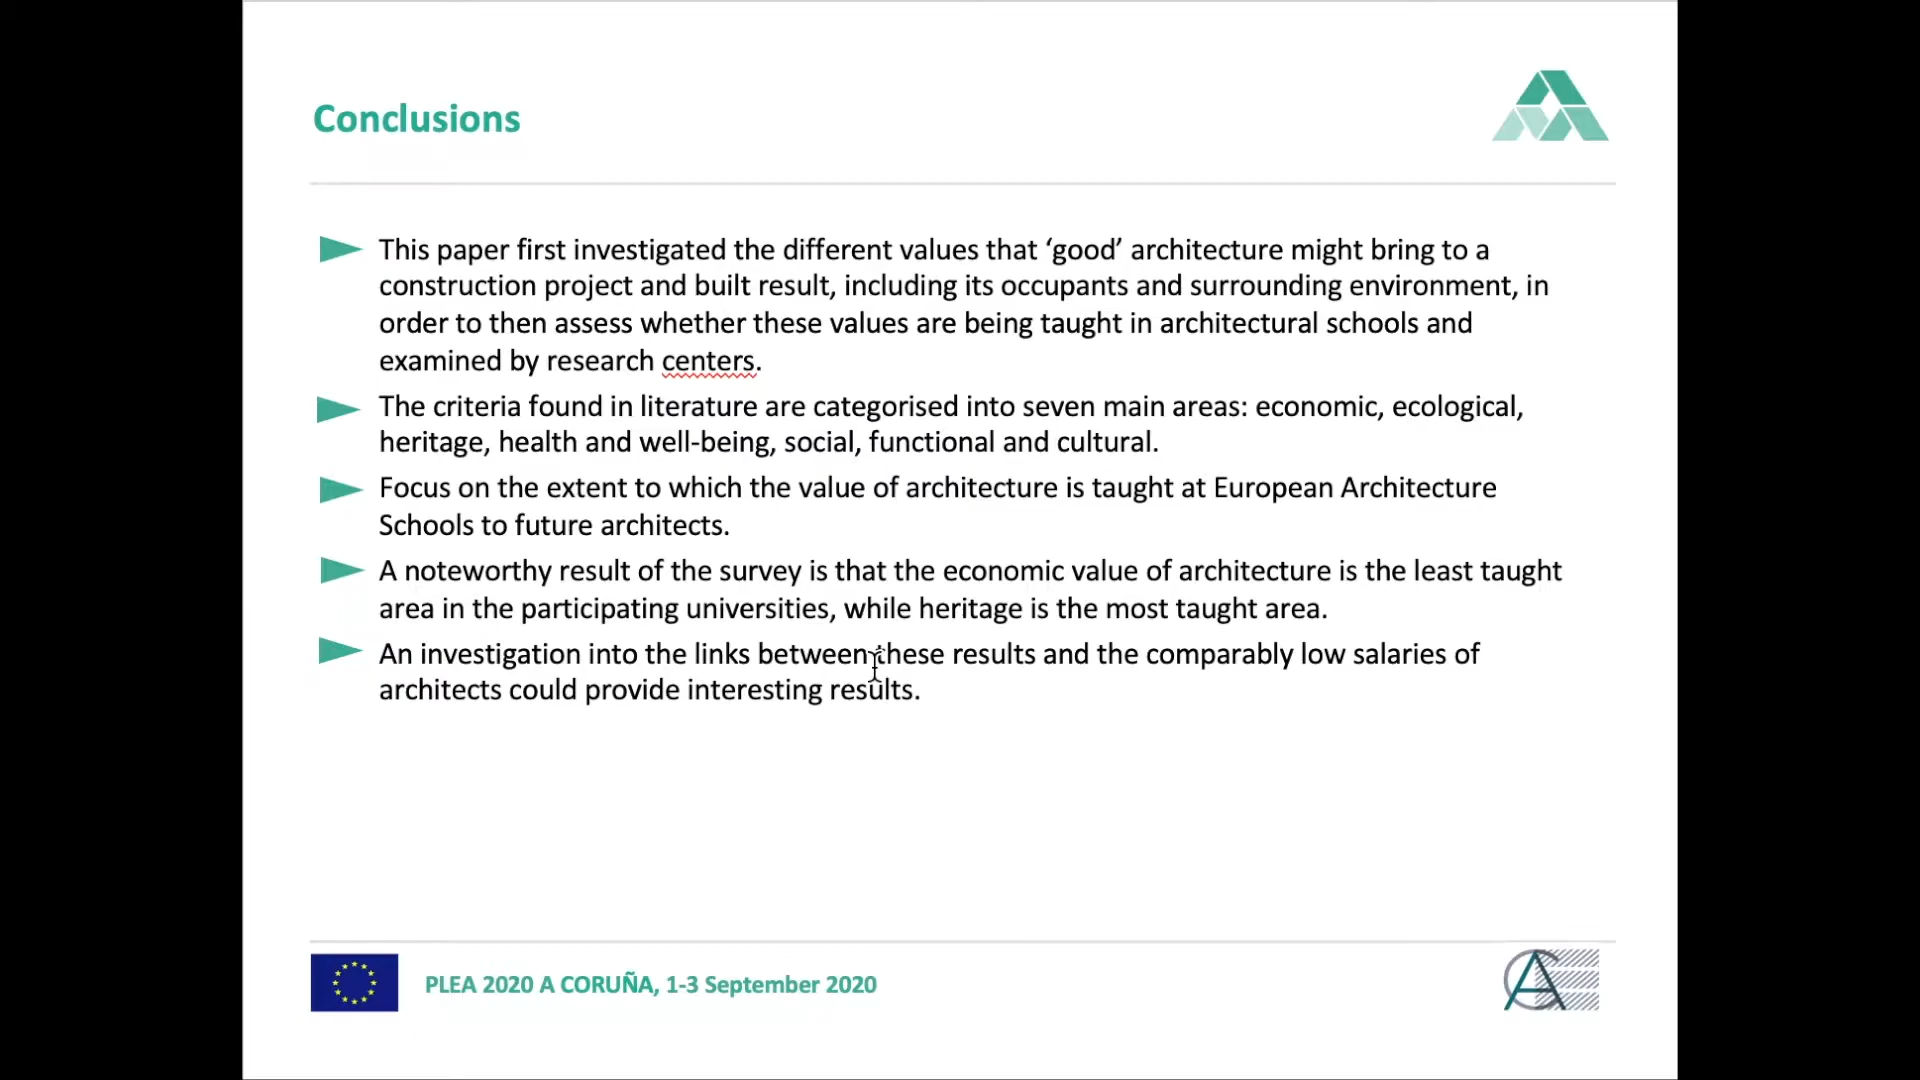 Conclusions
This paper first investigated the different values that ‘good’ architecture might bring to a
construction project and built result, including its occupants and surrounding environment, in
order to then assess whether these values are being taught in architectural schools and
examined by research centers.
The criteria found in literature are categorised into seven main areas: economic, ecological,
heritage, health and well-being, social, functional and cultural.
Focus on the extent to which the value of architecture is taught at European Architecture
Schools to future architects.
A noteworthy result of the survey is that the economic value of architecture is the least taught
area in the participating universities, while heritage is the most taught area.
An investigation into the links between these results and the comparably low salaries of
architects could provide interesting results.
PLEA 2020 A CORUÑA, 1-3 September 2020
ACE